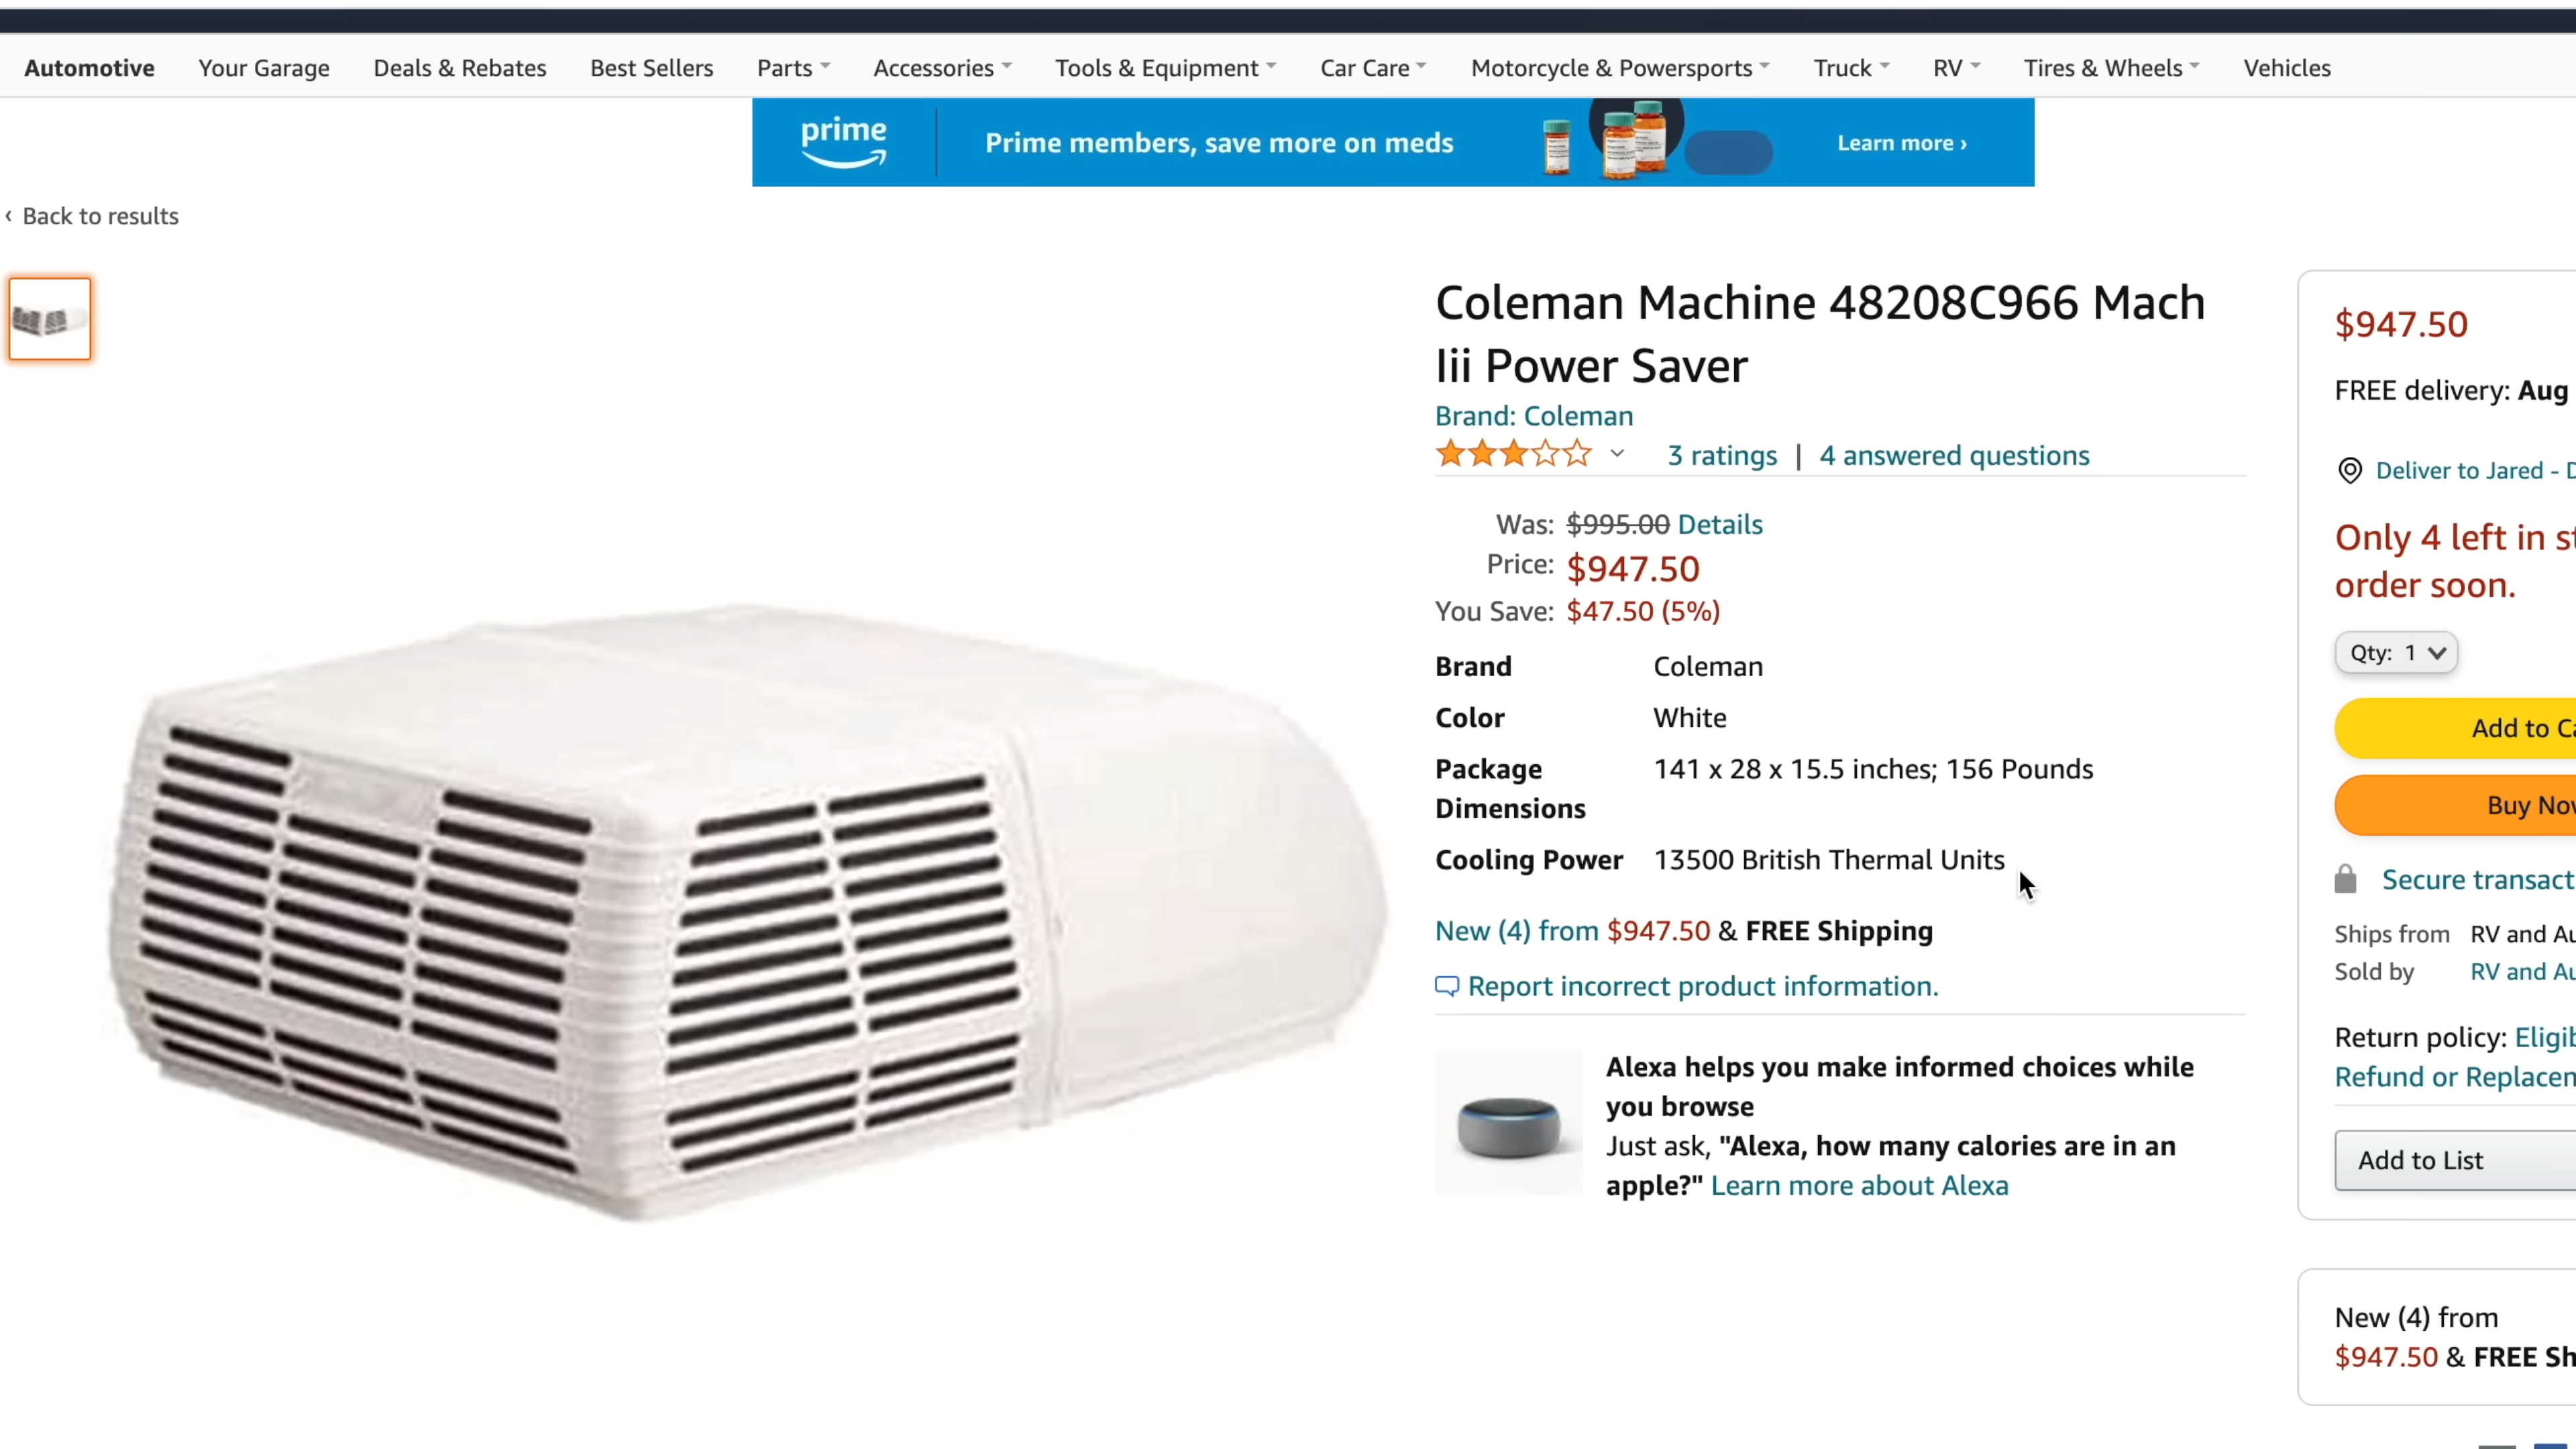 Automotive Your Garage Deals & Rebates Best Sellers Parts Accessories Tools & Equipment Car Care Motorcycle & Powersports Truck RV Tires & Wheels Vehicles
prime Prime members, save more on meds Learn more ›
‹ Back to results
Coleman Machine 48208C966 Mach
Iii Power Saver
Brand: Coleman
3 ratings | 4 answered questions
Was: $995.00 Details
Price: $947.50
You Save: $47.50 (5%)
Brand Coleman
Color White
Package Dimensions 141 x 28 x 15.5 inches; 156 Pounds
Cooling Power 13500 British Thermal Units
New (4) from $947.50 & FREE Shipping
Report incorrect product information.
Alexa helps you make informed choices while
you browse
Just ask, "Alexa, how many calories are in an
apple?" Learn more about Alexa
$947.50
FREE delivery: Aug
Deliver to Jared -
Only 4 left in
order soon.
Qty: 1
Add to
Buy
Secure
Ships from RV and
Sold by RV and
Return policy:
Refund or
Add to List
New (4) from
$947.50 & FREE